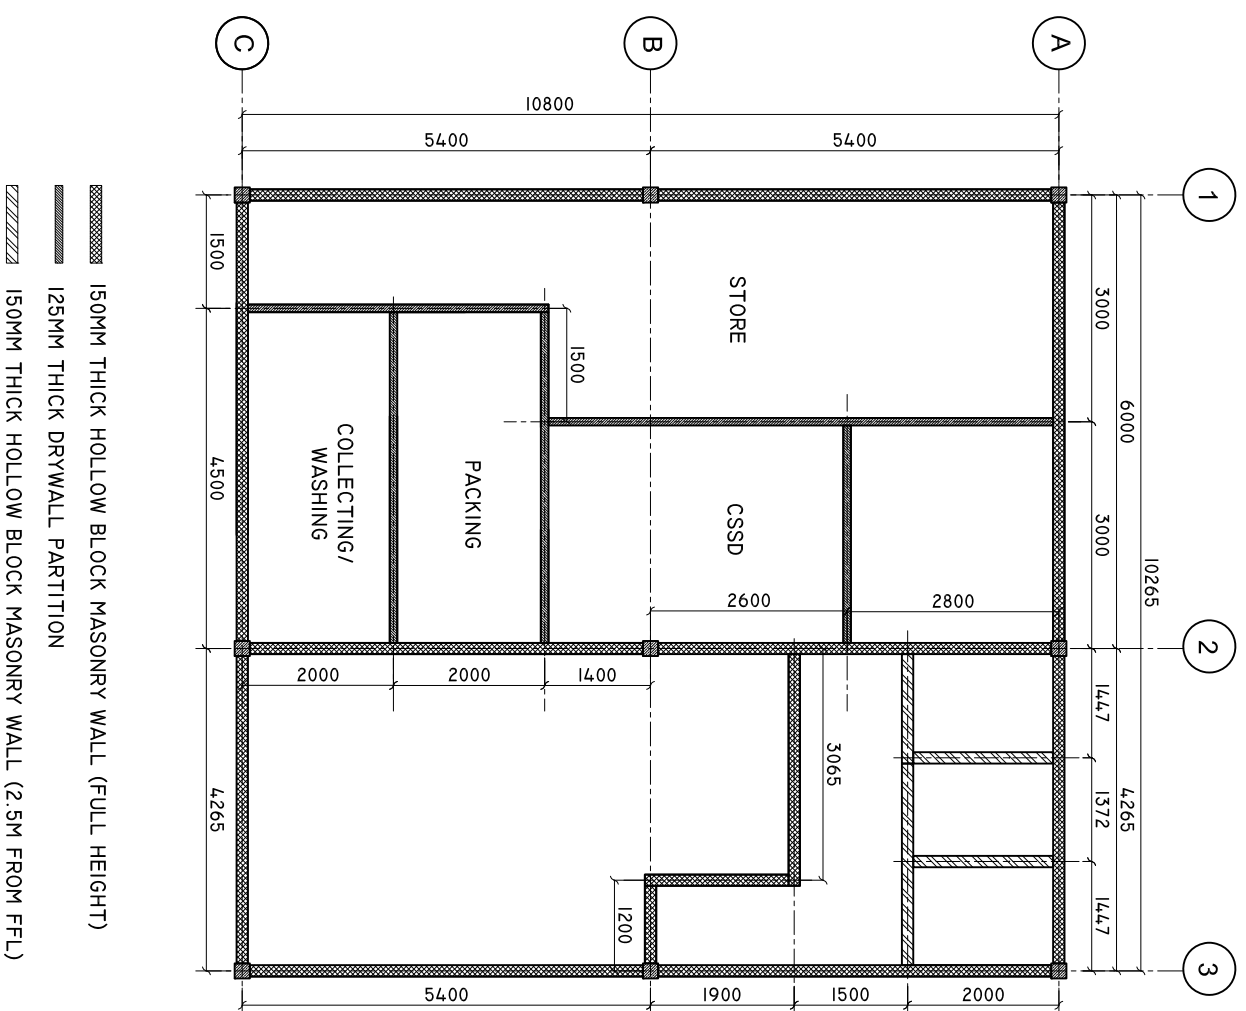 C
B
A
10800
5400
5400
1
2
3
1500
4500
4265
3000
3000
6000
10265
1447
1372
1447
4265
STORE
1500
COLLECTING/
WASHING
PACKING
CSSD
2600
2800
2000
2000
1400
3065
1200
5400
1900
1500
2000
150MM THICK HOLLOW BLOCK MASONRY WALL (FULL HEIGHT)
125MM THICK DRYWALL PARTITION
150MM THICK HOLLOW BLOCK MASONRY WALL (2.5M FROM FFL)